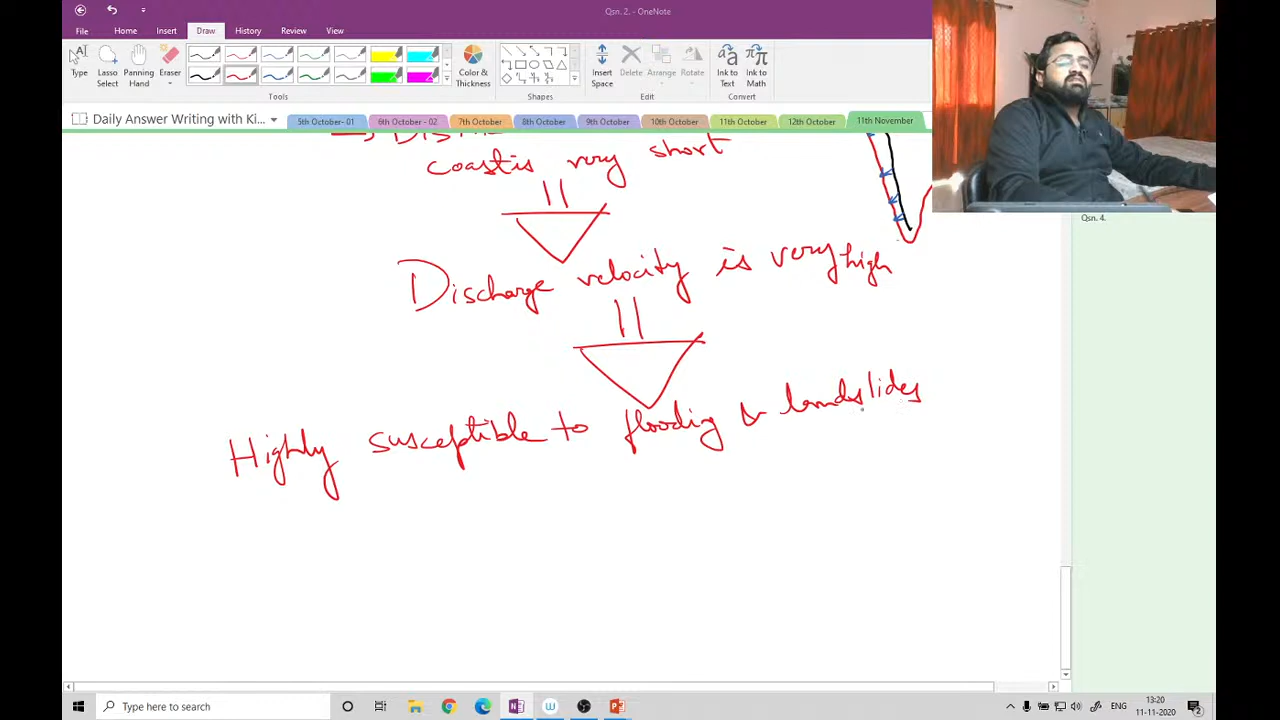 Qsn. 2. - OneNote
File Home Insert Draw History Review View
Type Lasso Select Panning Hand Eraser Color & Thickness Insert Space Delete Arrange Rotate Ink to Text Ink to Math
Tools Shapes Edit Convert
Daily Answer Writing with Ki... 5th October- 01 6th October - 02 7th October 8th October 9th October 10th October 11th October 12th October 11th November
Qsn. 4.
coast is very short
Discharge velocity is very high
Highly susceptible to floodig & landslides
Type here to search
13:20
11-11-2020
2